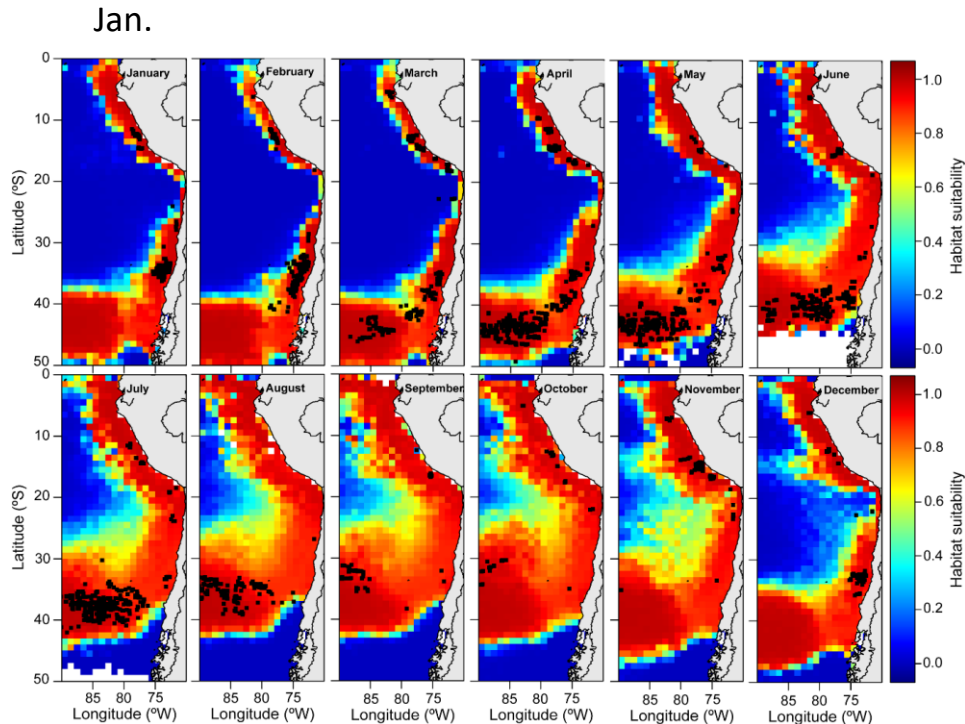 Jan.
January February March April May June
0 10 20 30 40 50
Latitude (°S)
1.0 0.8 0.6 0.4 0.2 0.0
Habitat suitability
July August September October November December
0 10 20 30 40 50
Latitude (°S)
1.0 0.8 0.6 0.4 0.2 0.0
Habitat suitability
85 80 75 85 80 75 85 80 75 85 80 75 85 80 75 85 80 75
Longitude (ºW) Longitude (ºW) Longitude (ºW) Longitude (ºW) Longitude (ºW) Longitude (ºW)